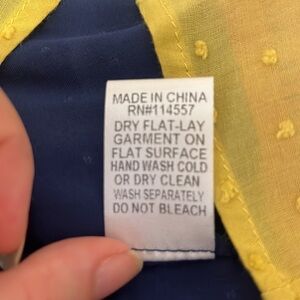 MADE IN CHINA
RN#114557
DRY FLAT-LAY
GARMENT ON
FLAT SURFACE
HAND WASH COLD
OR DRY CLEAN
WASH SEPARATELY
DO NOT BLEACH